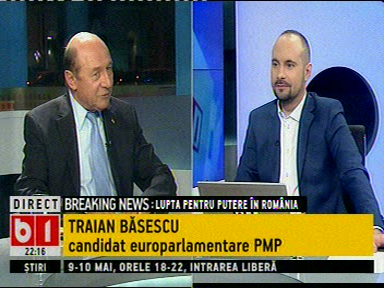 DIRECT
BREAKING NEWS : LUPTA PENTRU PUTERE ÎN ROMÂNIA
b1
22:16
TRAIAN BĂSESCU
candidat europarlamentare PMP
ŞTIRI
9-10 MAI, ORELE 18-22, INTRAREA LIBERĂ